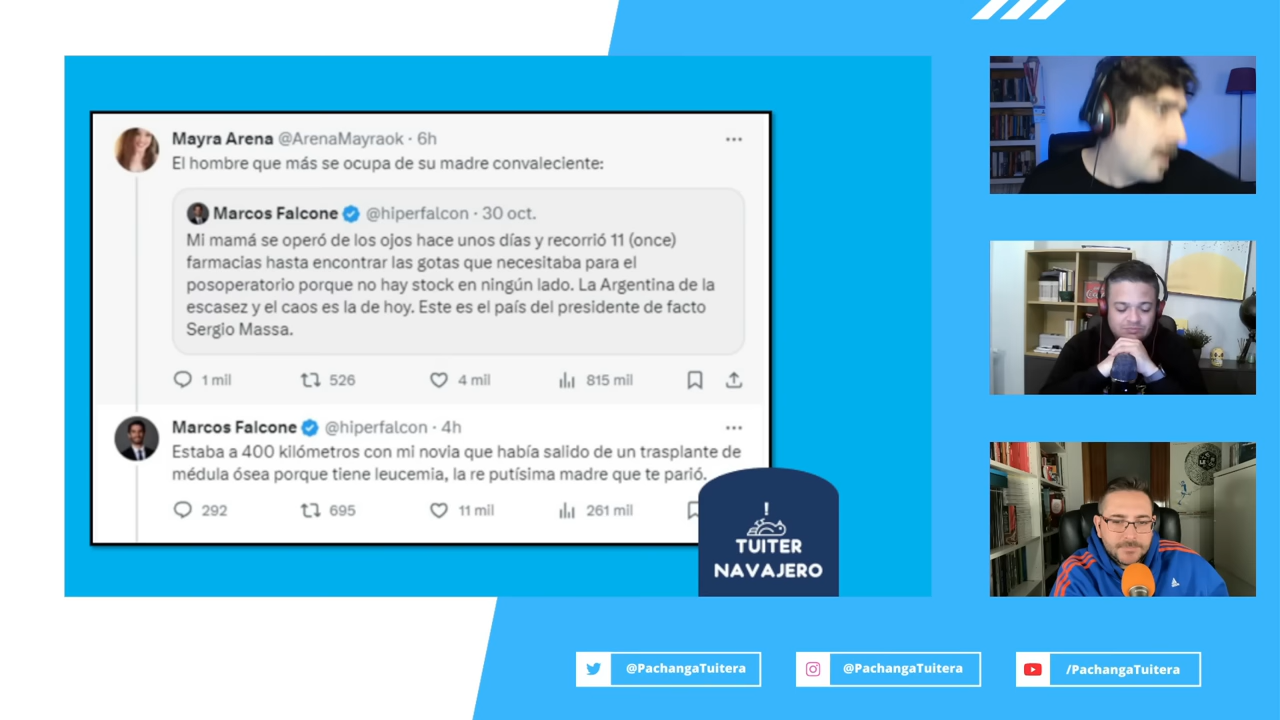 Mayra Arena @ArenaMayraok · 6h
El hombre que más se ocupa de su madre convaleciente:
Marcos Falcone @hiperfalcon · 30 oct.
Mi mamá se operó de los ojos hace unos días y recorrió 11 (once)
farmacias hasta encontrar las gotas que necesitaba para el
posoperatorio porque no hay stock en ningún lado. La Argentina de la
escasez y el caos es la de hoy. Este es el país del presidente de facto
Sergio Massa.
1 mil 526 4 mil 815 mil
Marcos Falcone @hiperfalcon · 4h
Estaba a 400 kilómetros con mi novia que había salido de un trasplante de
médula ósea porque tiene leucemia, la re putísima madre que te parió.
292 695 11 mil 261 mil
!
TUITER
NAVAJERO
@PachangaTuitera @PachangaTuitera /PachangaTuitera